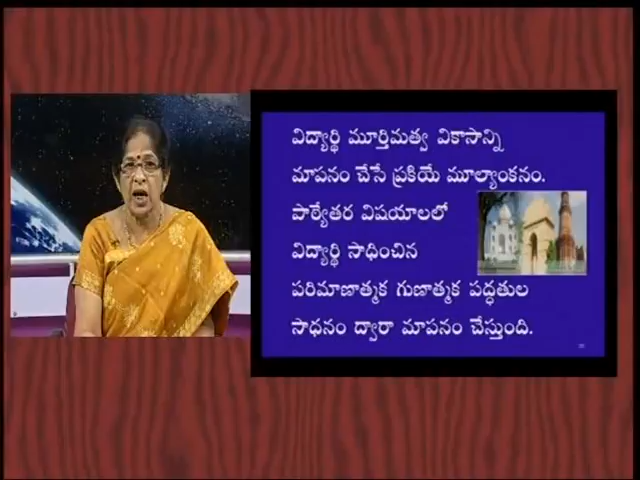 విద్యార్థి మూర్తిమత్వ వికాసాన్ని
మాపనం చేసే ప్రకియే మూల్యాంకనం.
పాఠ్యేతర విషయాలలో
విద్యార్థి సాధించిన
పరిమాణాత్మక గుణాత్మక పద్ధతుల
సాధనం ద్వారా మాపనం చేస్తుంది.